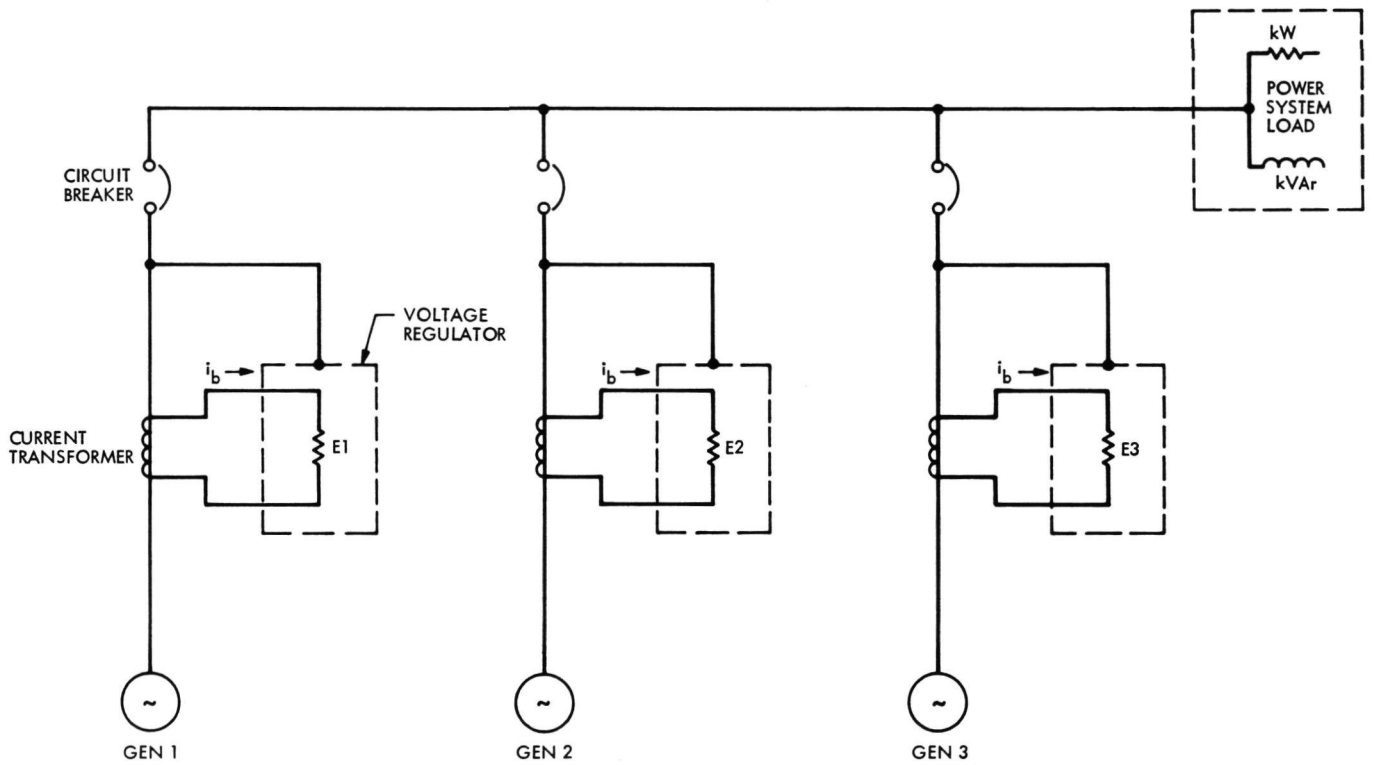 kW
POWER
SYSTEM
LOAD
kVAr
CIRCUIT
BREAKER
VOLTAGE
REGULATOR
i_b
i_b
i_b
CURRENT
TRANSFORMER
E1
E2
E3
~
~
~
GEN 1
GEN 2
GEN 3